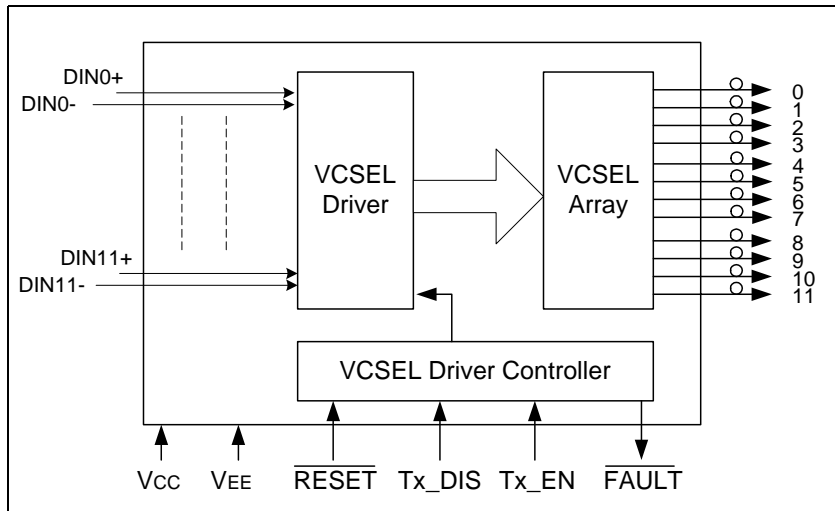 DIN0+
DIN0-
DIN11+
DIN11-
VCSEL
Driver
VCSEL
Array
0
1
2
3
4
5
6
7
8
9
10
11
VCSEL Driver Controller
VCC
VEE
RESET
Tx_DIS
Tx_EN
FAULT